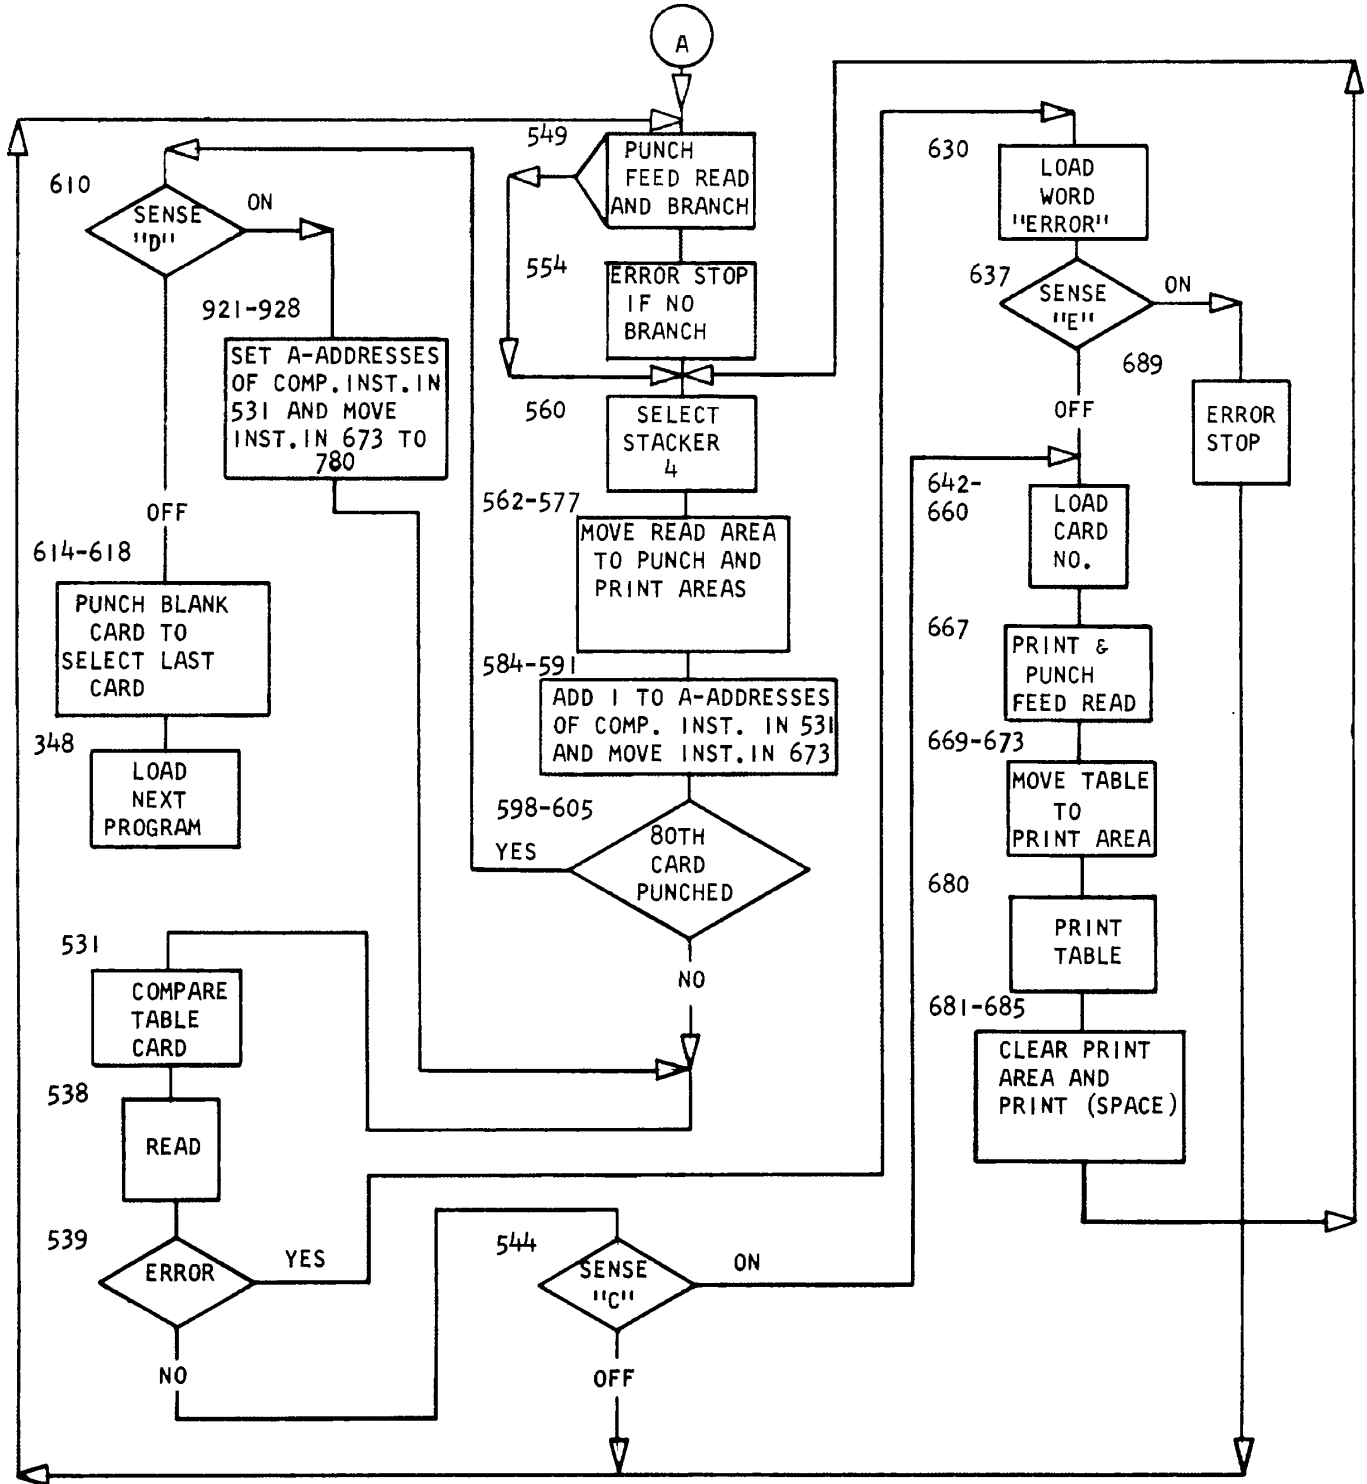 A
549
PUNCH
FEED READ
AND BRANCH
554
ERROR STOP
IF NO
BRANCH
560
SELECT
STACKER
4
562-577
MOVE READ AREA
TO PUNCH AND
PRINT AREAS
584-591
ADD 1 TO A-ADDRESSES
OF COMP. INST. IN 531
AND MOVE INST. IN 673
598-605
80TH
CARD
PUNCHED
YES
NO
610
SENSE
"D"
ON
921-928
SET A-ADDRESSES
OF COMP. INST. IN
531 AND MOVE
INST. IN 673 TO
780
OFF
614-618
PUNCH BLANK
CARD TO
SELECT LAST
CARD
348
LOAD
NEXT
PROGRAM
531
COMPARE
TABLE
CARD
538
READ
539
ERROR
YES
NO
544
SENSE
"C"
ON
OFF
630
LOAD
WORD
"ERROR"
637
SENSE
"E"
ON
OFF
689
ERROR
STOP
642-
660
LOAD
CARD
NO.
667
PRINT &
PUNCH
FEED READ
669-673
MOVE TABLE
TO
PRINT AREA
680
PRINT
TABLE
681-685
CLEAR PRINT
AREA AND
PRINT (SPACE)